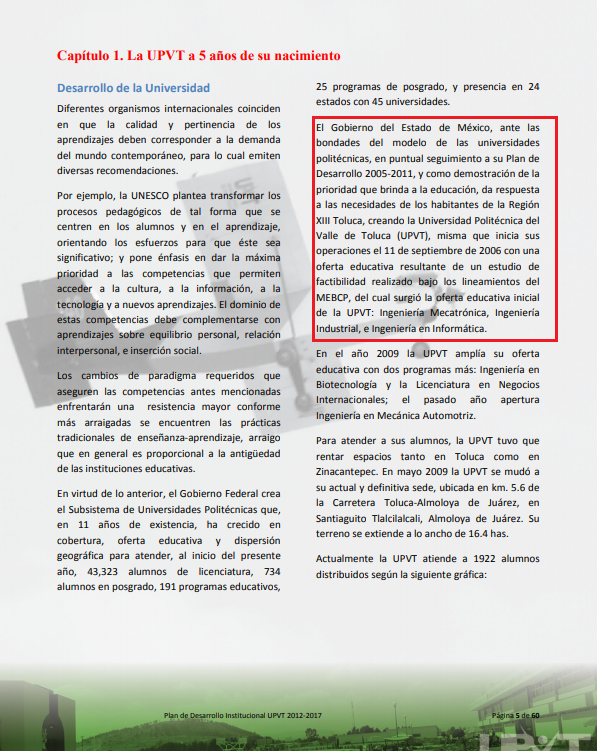 Capítulo 1. La UPVT a 5 años de su nacimiento
Desarrollo de la Universidad
Diferentes organismos internacionales coinciden
en que la calidad y pertinencia de los
aprendizajes deben corresponder a la demanda
del mundo contemporáneo, para lo cual emiten
diversas recomendaciones.
Por ejemplo, la UNESCO plantea transformar los
procesos pedagógicos de tal forma que se
centren en los alumnos y en el aprendizaje,
orientando los esfuerzos para que éste sea
significativo; y pone énfasis en dar la máxima
prioridad a las competencias que permiten
acceder a la cultura, a la información, a la
tecnología y a nuevos aprendizajes. El dominio de
estas competencias debe complementarse con
aprendizajes sobre equilibrio personal, relación
interpersonal, e inserción social.
Los cambios de paradigma requeridos que
aseguren las competencias antes mencionadas
enfrentarán una resistencia mayor conforme
más arraigadas se encuentren las prácticas
tradicionales de enseñanza-aprendizaje, arraigo
que en general es proporcional a la antigüedad
de las instituciones educativas.
En virtud de lo anterior, el Gobierno Federal crea
el Subsistema de Universidades Politécnicas que,
en 11 años de existencia, ha crecido en
cobertura, oferta educativa y dispersión
geográfica para atender, al inicio del presente
año, 43,323 alumnos de licenciatura, 734
alumnos en posgrado, 191 programas educativos,
25 programas de posgrado, y presencia en 24
estados con 45 universidades.
El Gobierno del Estado de México, ante las
bondades del modelo de las universidades
politécnicas, en puntual seguimiento a su Plan de
Desarrollo 2005-2011, y como demostración de la
prioridad que brinda a la educación, da respuesta
a las necesidades de los habitantes de la Región
XIII Toluca, creando la Universidad Politécnica del
Valle de Toluca (UPVT), misma que inicia sus
operaciones el 11 de septiembre de 2006 con una
oferta educativa resultante de un estudio de
factibilidad realizado bajo los lineamientos del
MEBCP, del cual surgió la oferta educativa inicial
de la UPVT: Ingeniería Mecatrónica, Ingeniería
Industrial, e Ingeniería en Informática.
En el año 2009 la UPVT amplía su oferta
educativa con dos programas más: Ingeniería en
Biotecnología y la Licenciatura en Negocios
Internacionales; el pasado año apertura
Ingeniería en Mecánica Automotriz.
Para atender a sus alumnos, la UPVT tuvo que
rentar espacios tanto en Toluca como en
Zinacantepec. En mayo 2009 la UPVT se mudó a
su actual y definitiva sede, ubicada en km. 5.6 de
la Carretera Toluca-Almoloya de Juárez, en
Santiaguito Tlalcilalcali, Almoloya de Juárez. Su
terreno se extiende a lo ancho de 16.4 has.
Actualmente la UPVT atiende a 1922 alumnos
distribuidos según la siguiente gráfica:
Plan de Desarrollo Institucional UPVT 2012-2017
Página 5 de 60
UPVT